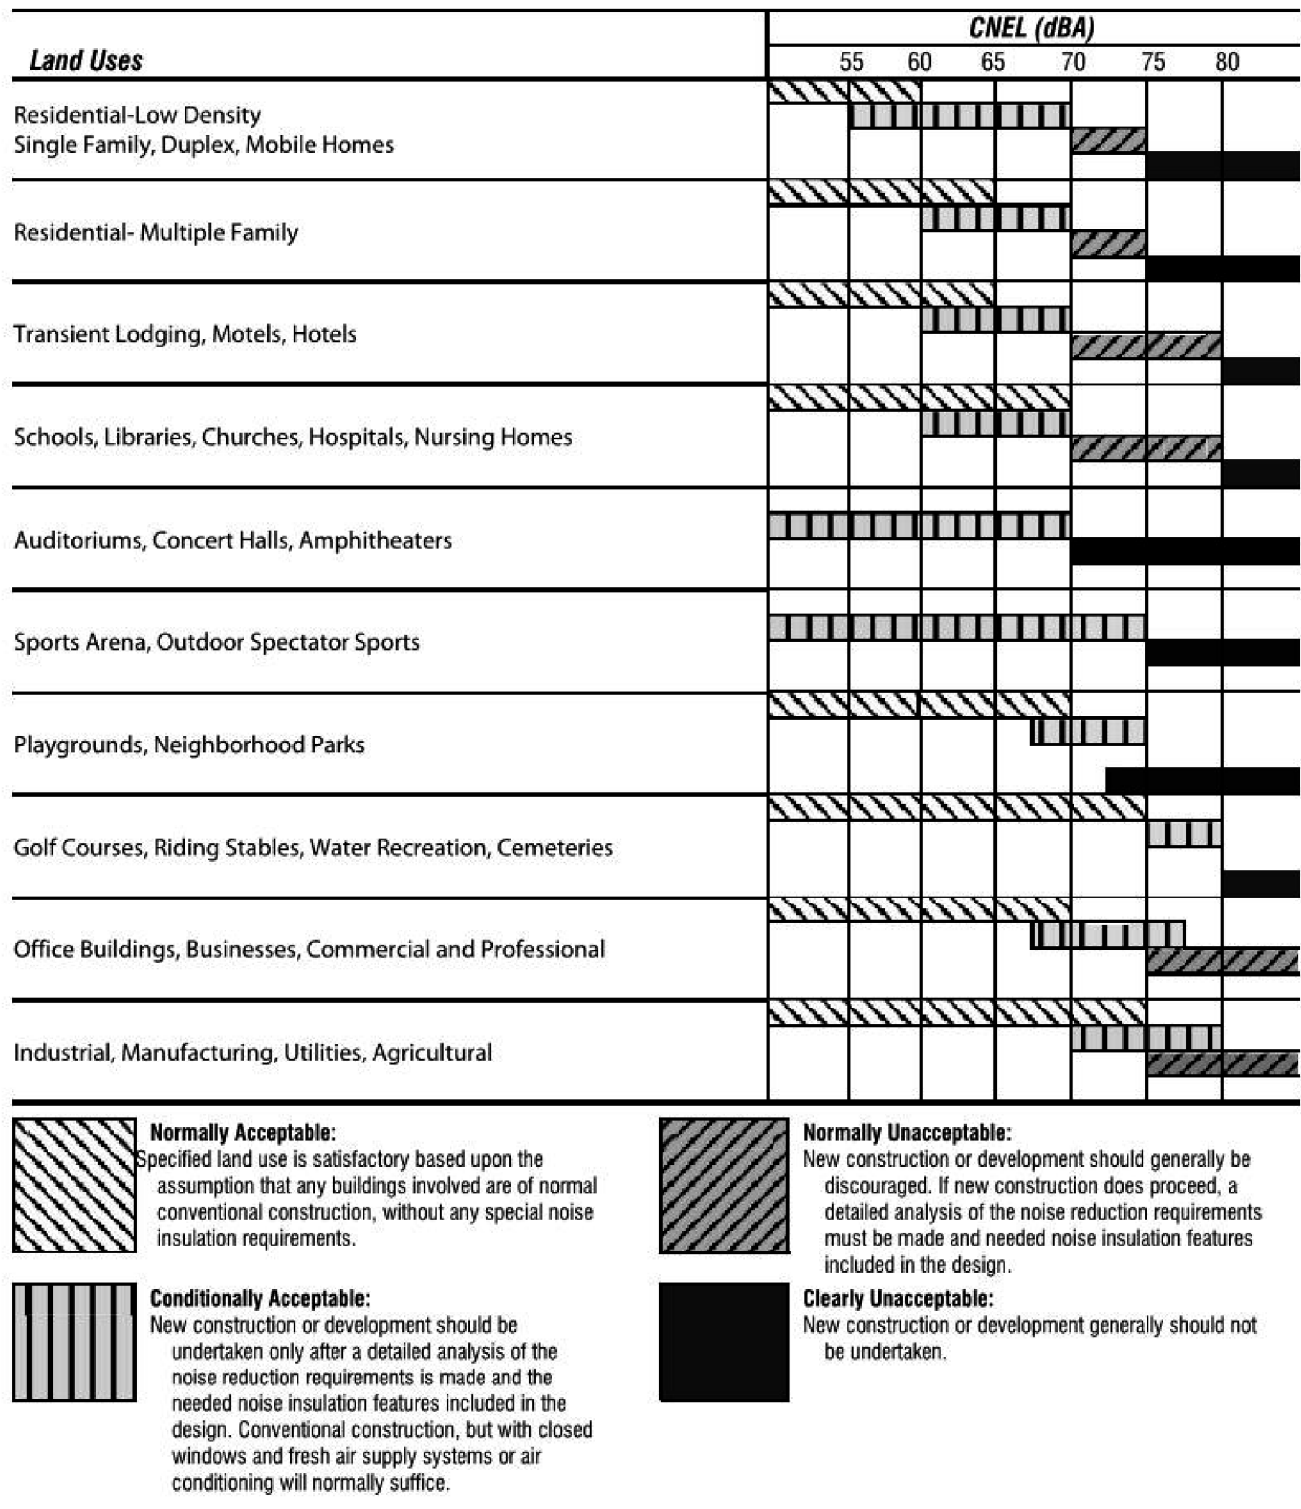 CNEL (dBA)
Land Uses
55 60 65 70 75 80
Residential-Low Density
Single Family, Duplex, Mobile Homes
Residential- Multiple Family
Transient Lodging, Motels, Hotels
Schools, Libraries, Churches, Hospitals, Nursing Homes
Auditoriums, Concert Halls, Amphitheaters
Sports Arena, Outdoor Spectator Sports
Playgrounds, Neighborhood Parks
Golf Courses, Riding Stables, Water Recreation, Cemeteries
Office Buildings, Businesses, Commercial and Professional
Industrial, Manufacturing, Utilities, Agricultural
Normally Acceptable:
Specified land use is satisfactory based upon the
assumption that any buildings involved are of normal
conventional construction, without any special noise
insulation requirements.
Conditionally Acceptable:
New construction or development should be
undertaken only after a detailed analysis of the
noise reduction requirements is made and the
needed noise insulation features included in the
design. Conventional construction, but with closed
windows and fresh air supply systems or air
conditioning will normally suffice.
Normally Unacceptable:
New construction or development should generally be
discouraged. If new construction does proceed, a
detailed analysis of the noise reduction requirements
must be made and needed noise insulation features
included in the design.
Clearly Unacceptable:
New construction or development generally should not
be undertaken.